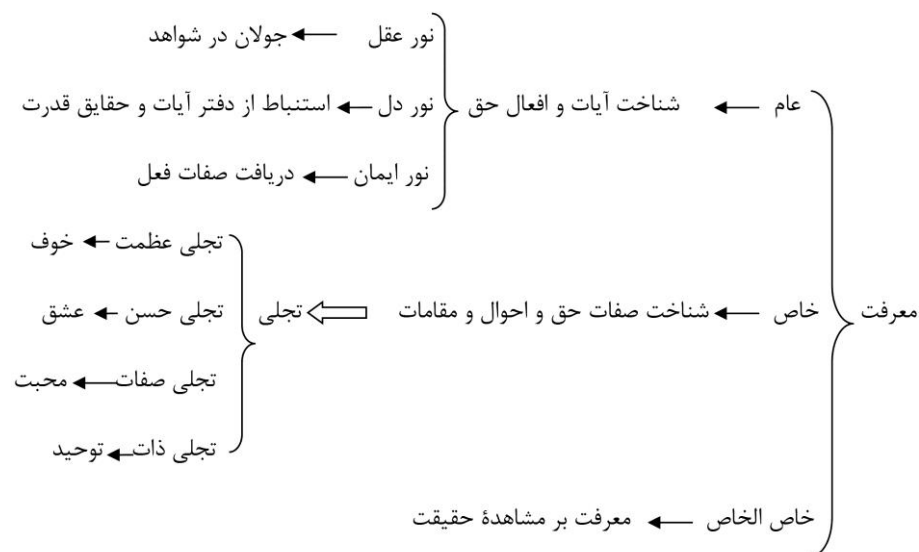 نور عقل ← جولان در شواهد
عام ← شناخت آیات و افعال حق نور دل ← استنباط از دفتر آیات و حقایق قدرت
نور ایمان ← دریافت صفات فعل
تجلی عظمت ← خوف
معرفت خاص ← شناخت صفات حق و احوال و مقامات ⇐ تجلی تجلی حسن ← عشق
تجلی صفات ← محبت
تجلی ذات ← توحید
خاص الخاص ← معرفت بر مشاهدۀ حقیقت